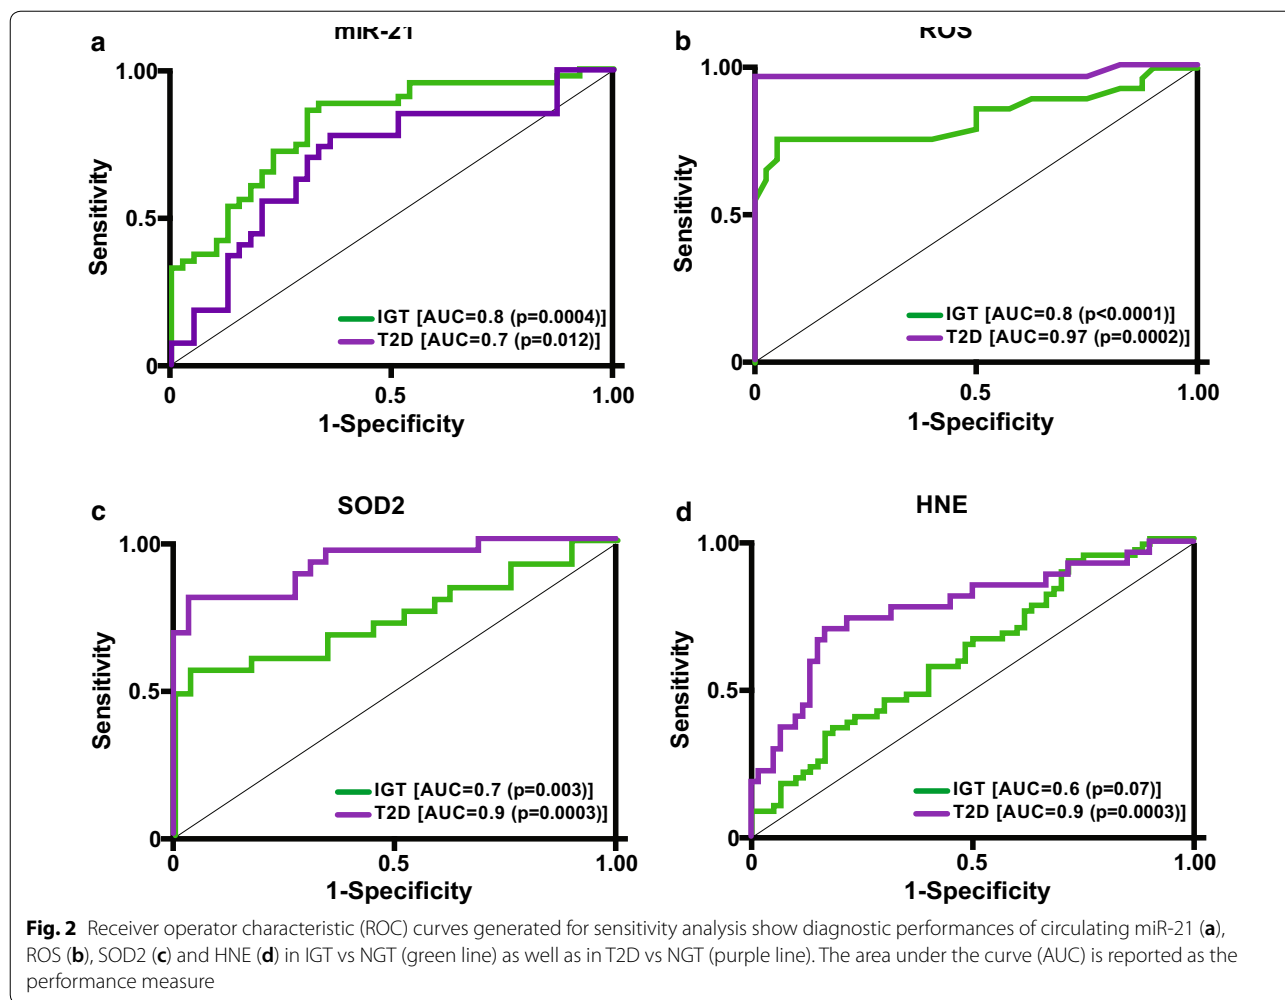 a
miR-21
1.00
0.5
0
Sensitivity
IGT [AUC=0.8 (p=0.0004)]
T2D [AUC=0.7 (p=0.012)]
0
0.5
1.00
1-Specificity
b
ROS
1.00
0.5
0
Sensitivity
IGT [AUC=0.8 (p<0.0001)]
T2D [AUC=0.97 (p=0.0002)]
0
0.5
1.00
1-Specificity
c
SOD2
1.00
0.5
0
Sensitivity
IGT [AUC=0.7 (p=0.003)]
T2D [AUC=0.9 (p=0.0003)]
0
0.5
1.00
1-Specificity
d
HNE
1.00
0.5
0
Sensitivity
IGT [AUC=0.6 (p=0.07)]
T2D [AUC=0.9 (p=0.0003)]
0
0.5
1.00
1-Specificity
Fig. 2 Receiver operator characteristic (ROC) curves generated for sensitivity analysis show diagnostic performances of circulating miR-21 (a),
ROS (b), SOD2 (c) and HNE (d) in IGT vs NGT (green line) as well as in T2D vs NGT (purple line). The area under the curve (AUC) is reported as the
performance measure